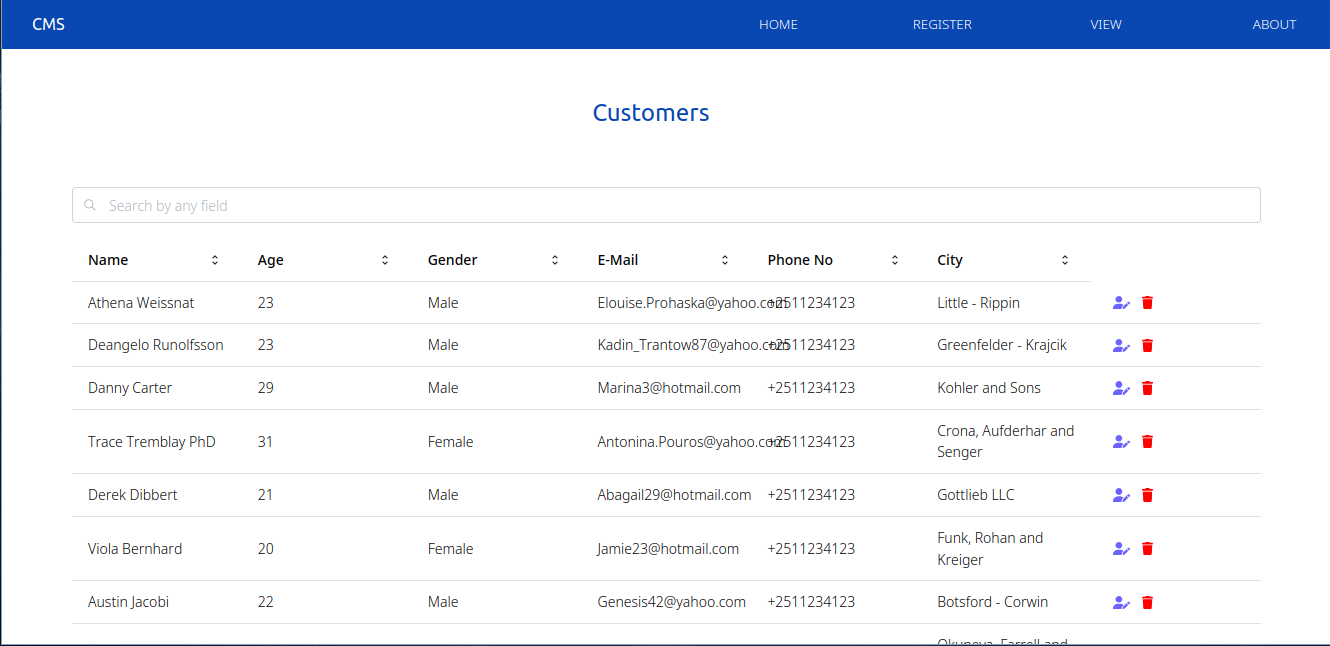 CMS HOME REGISTER VIEW ABOUT
Customers
Search by any field
Name Age Gender E-Mail Phone No City
Athena Weissnat 23 Male Elouise.Prohaska@yahoo.com +2511234123 Little - Rippin
Deangelo Runolfsson 23 Male Kadin_Trantow87@yahoo.com +2511234123 Greenfelder - Krajcik
Danny Carter 29 Male Marina3@hotmail.com +2511234123 Kohler and Sons
Trace Tremblay PhD 31 Female Antonina.Pouros@yahoo.com +2511234123 Crona, Aufderhar and
Senger
Derek Dibbert 21 Male Abagail29@hotmail.com +2511234123 Gottlieb LLC
Viola Bernhard 20 Female Jamie23@hotmail.com +2511234123 Funk, Rohan and
Kreiger
Austin Jacobi 22 Male Genesis42@yahoo.com +2511234123 Botsford - Corwin
Okuneva, Farrell and